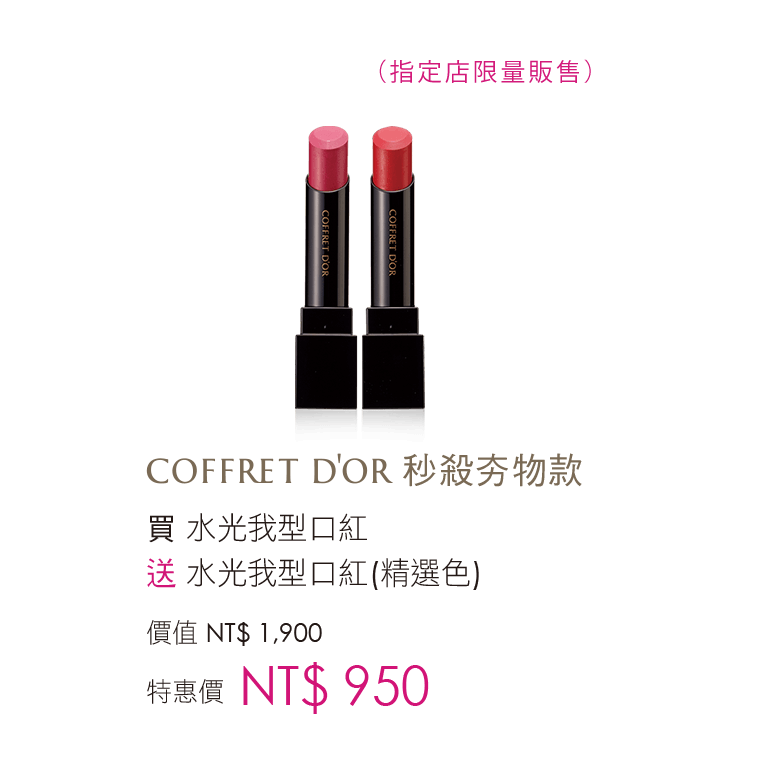 （指定店限量販售）
COFFRET D'OR
COFFRET D'OR
COFFRET D'OR 秒殺夯物款
買 水光我型口紅
送 水光我型口紅(精選色)
價值 NT$ 1,900
特惠價 NT$ 950